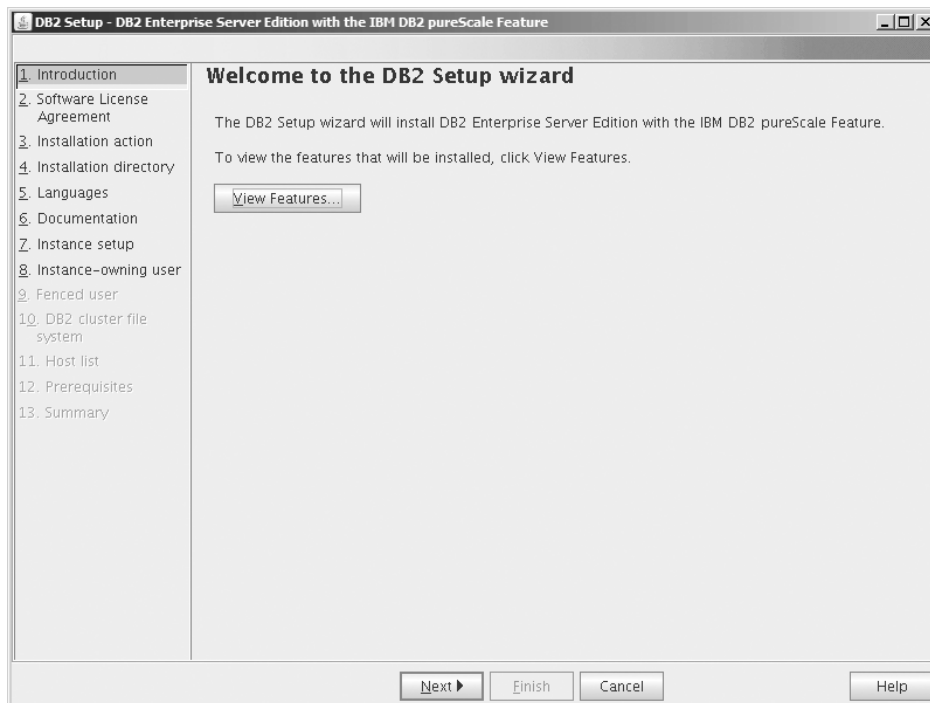 DB2 Setup - DB2 Enterprise Server Edition with the IBM DB2 pureScale Feature
1. Introduction
2. Software License
Agreement
3. Installation action
4. Installation directory
5. Languages
6. Documentation
7. Instance setup
8. Instance-owning user
9. Fenced user
10. DB2 cluster file
system
11. Host list
12. Prerequisites
13. Summary
Welcome to the DB2 Setup wizard
The DB2 Setup wizard will install DB2 Enterprise Server Edition with the IBM DB2 pureScale Feature.
To view the features that will be installed, click View Features.
View Features...
Next
Finish
Cancel
Help